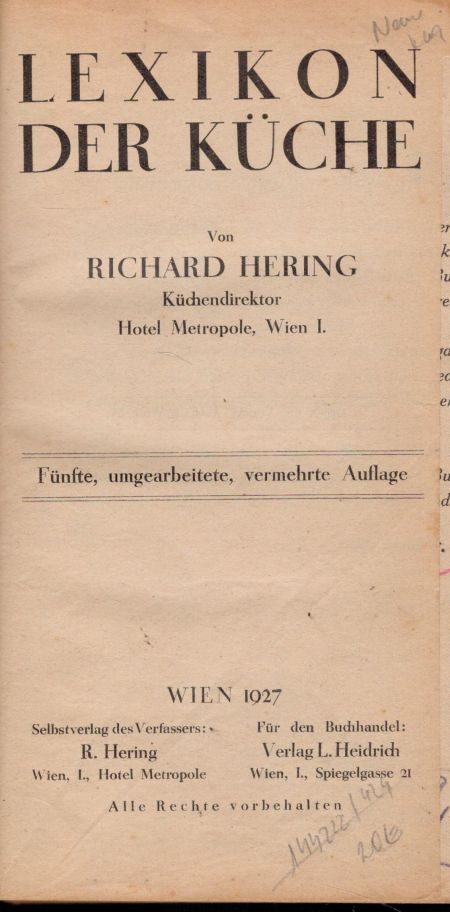 LEXIKON
DER KÜCHE
Von
RICHARD HERING
Küchendirektor
Hotel Metropole, Wien I.
Fünfte, umgearbeitete, vermehrte Auflage
WIEN 1927
Selbstverlag des Verfassers:
R. Hering
Wien, I., Hotel Metropole
Für den Buchhandel:
Verlag L. Heidrich
Wien, I., Spiegelgasse 21
Alle Rechte vorbehalten